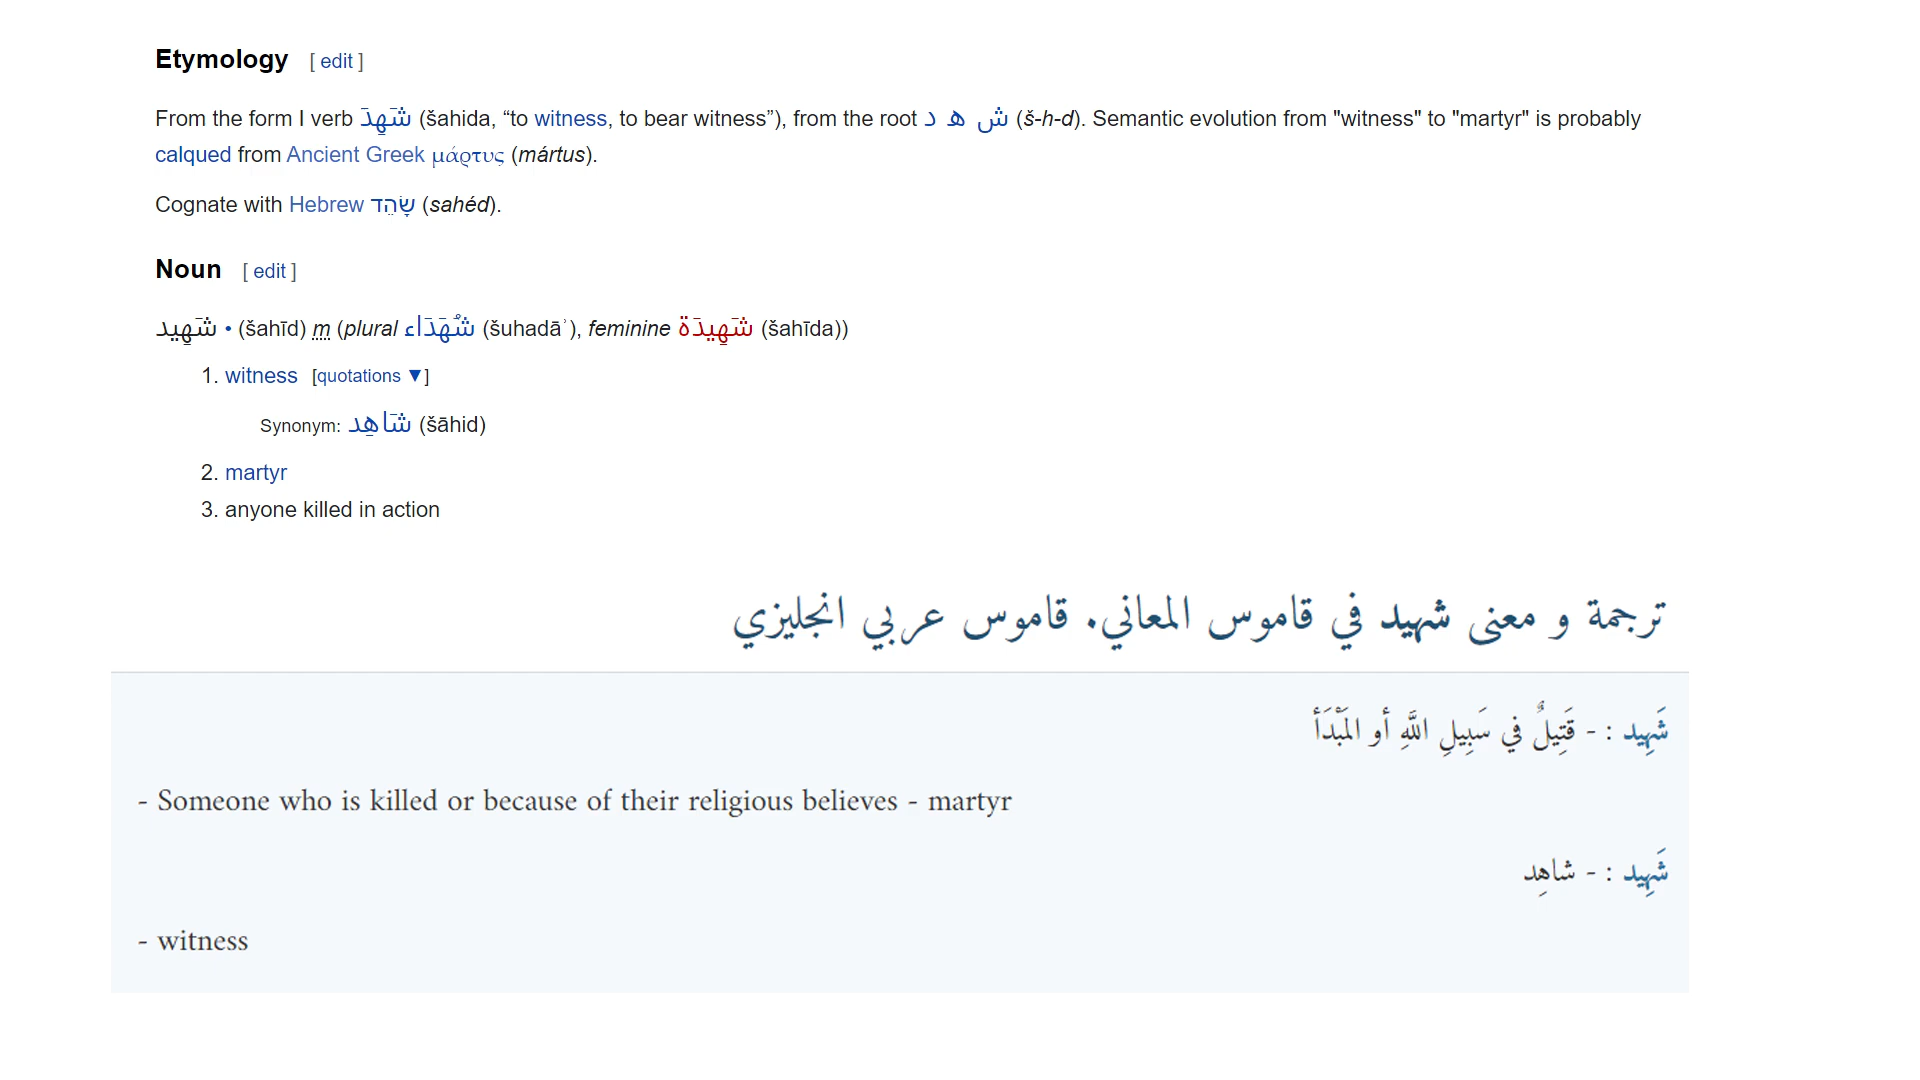 Etymology [ edit ]
From the form I verb شَهِدَ (šahida, “to witness, to bear witness”), from the root ش ه د (š-h-d). Semantic evolution from "witness" to "martyr" is probably
calqued from Ancient Greek μάρτυς (mártus).
Cognate with Hebrew שָׂהֵד (sahéd).
Noun [ edit ]
شَهِيد • (šahīd) m (plural شُهَدَاء (šuhadāʾ), feminine شَهِيدَة (šahīda))
1. witness [quotations ▼]
Synonym: شَاهِد (šāhid)
2. martyr
3. anyone killed in action
ترجمة و معنى شهيد في قاموس المعاني. قاموس عربي انجليزي
شَهِيد : - قَتِيلٌ في سَبِيلِ اللَّهِ أو المَبْدَأ
- Someone who is killed or because of their religious believes - martyr
شَهِيد : - شاهِد
- witness